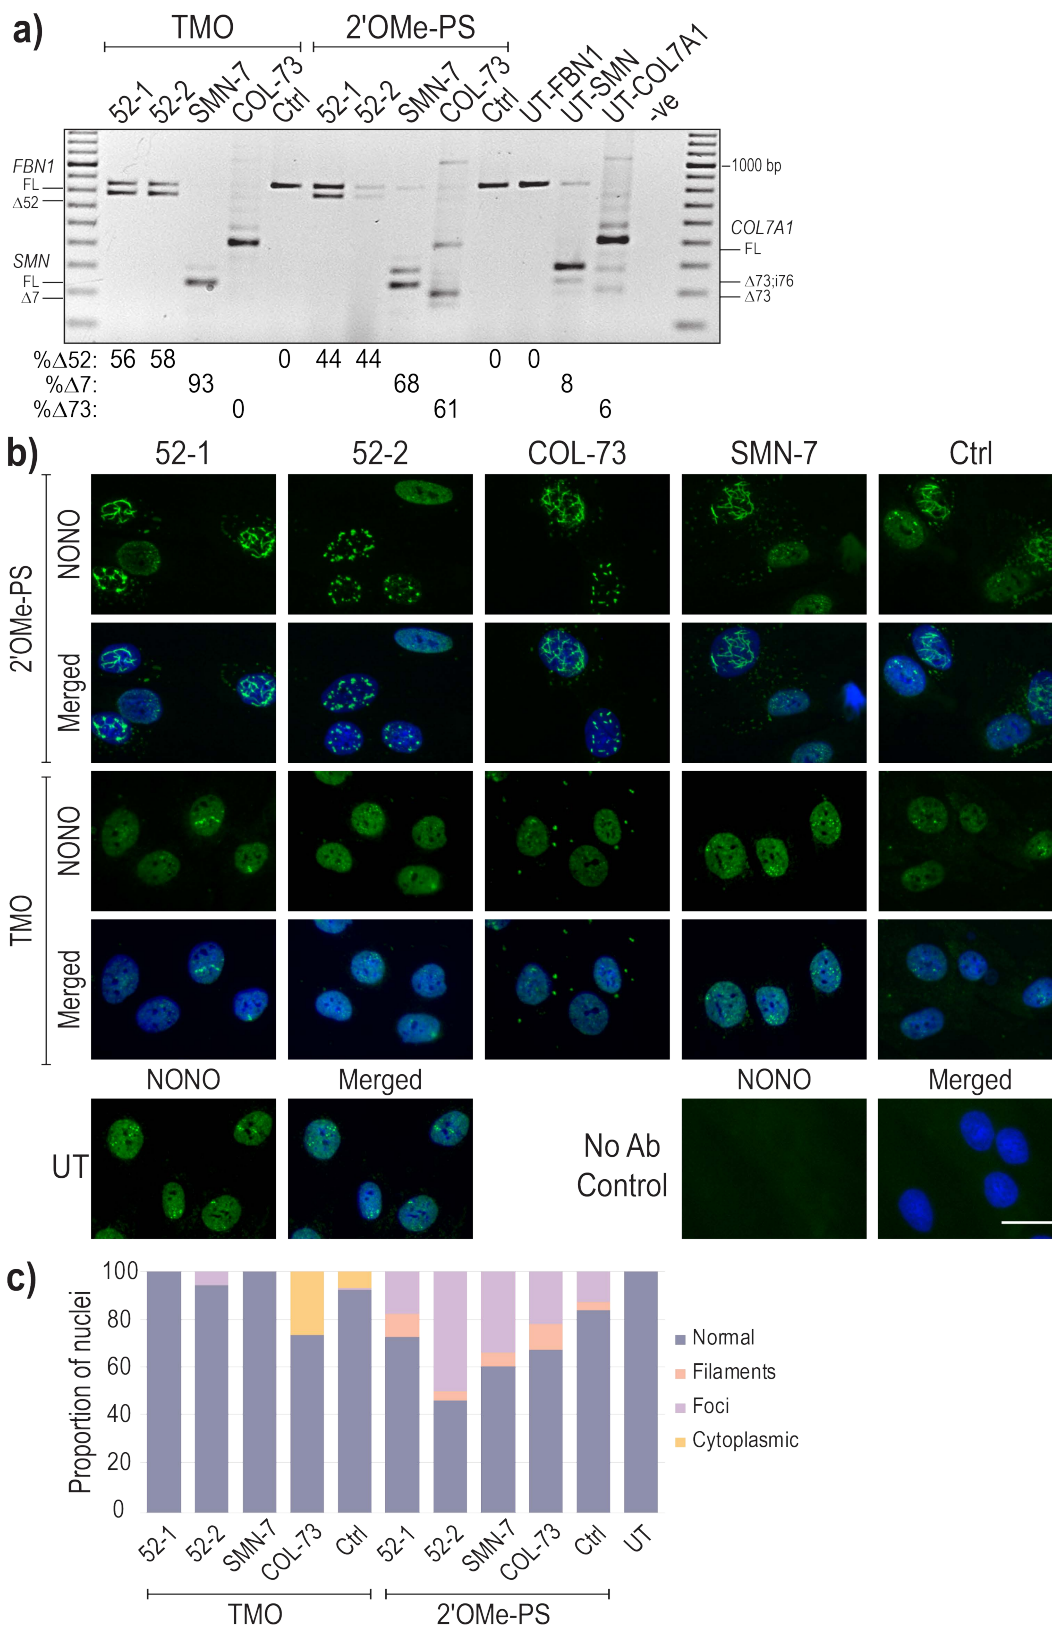 a)
TMO 2'OMe-PS
52-1 52-2 SMN-7 COL-73 Ctrl 52-1 52-2 SMN-7 COL-73 Ctrl UT-FBN1 UT-SMN UT-COL7A1 -ve
FBN1
FL
Δ52
SMN
FL
Δ7
1000 bp
COL7A1
FL
Δ73;i76
Δ73
%Δ52: 56 58 0 44 44 0 0
%Δ7: 93 68 8
%Δ73: 0 61 6
b)
52-1 52-2 COL-73 SMN-7 Ctrl
2'OMe-PS
NONO
Merged
TMO
NONO
Merged
NONO Merged NONO Merged
UT
No Ab
Control
c)
Proportion of nuclei
100
80
60
40
20
0
52-1 52-2 SMN-7 COL-73 Ctrl 52-1 52-2 SMN-7 COL-73 Ctrl UT
TMO 2'OMe-PS
Normal
Filaments
Foci
Cytoplasmic